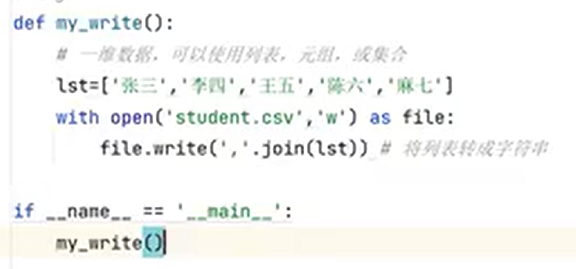 def my_write():
    # 一维数据，可以使用列表，元组，或集合
    lst=['张三','李四','王五','陈六','麻七']
    with open('student.csv','w') as file:
        file.write(','.join(lst)) # 将列表转成字符串
if __name__ == '__main__':
    my_write()